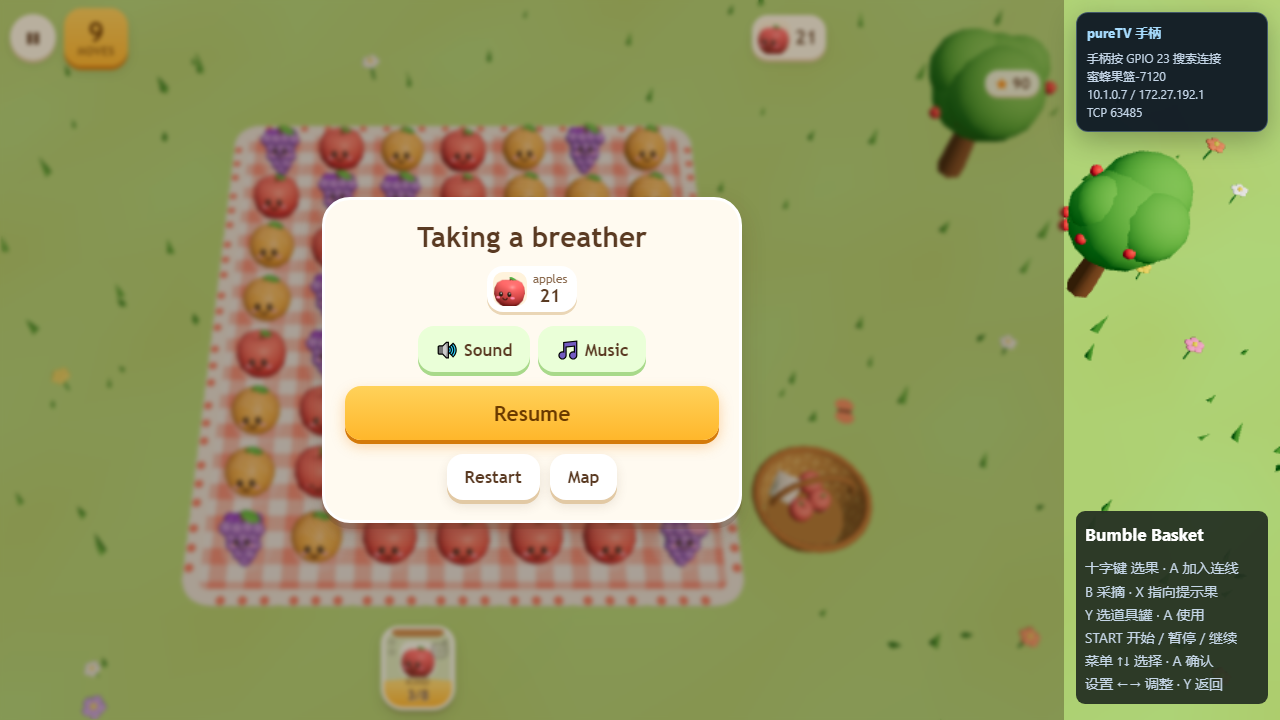 9
21
90
Taking a breather
apples
21
Sound
Music
Resume
Restart
Map
pureTV 手柄
手柄按 GPIO 23 搜索连接
蜜蜂果篮-7120
10.1.0.7 / 172.27.192.1
TCP 63485
Bumble Basket
十字键 选果 · A 加入连线
B 采摘 · X 指向提示果
Y 选道具罐 · A 使用
START 开始 / 暂停 / 继续
菜单 ↑↓ 选择 · A 确认
设置 ←→ 调整 · Y 返回